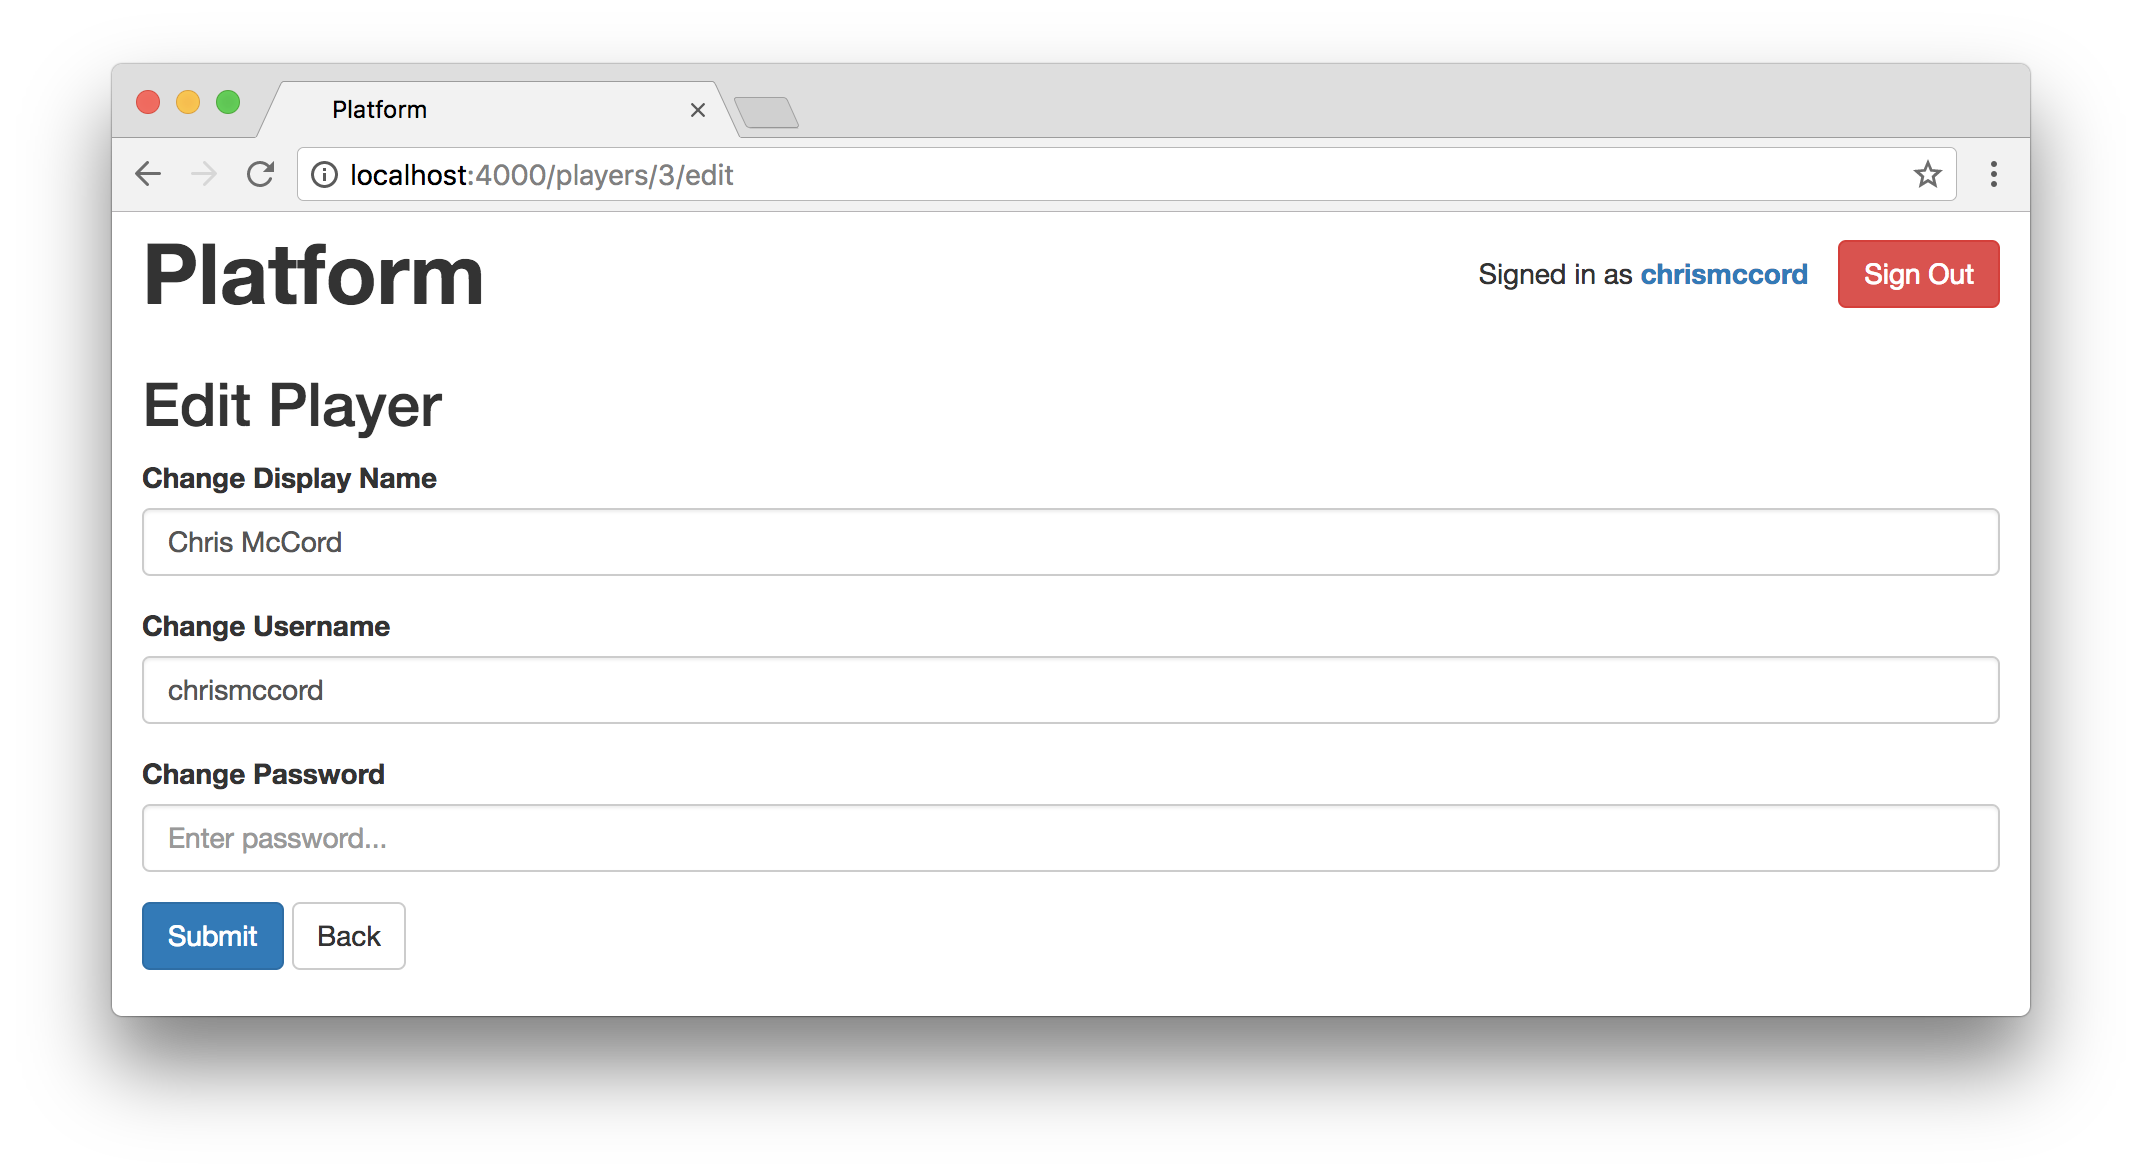 Platform
localhost:4000/players/3/edit
Platform
Signed in as chrismccord
Sign Out
Edit Player
Change Display Name
Chris McCord
Change Username
chrismccord
Change Password
Enter password...
Submit
Back